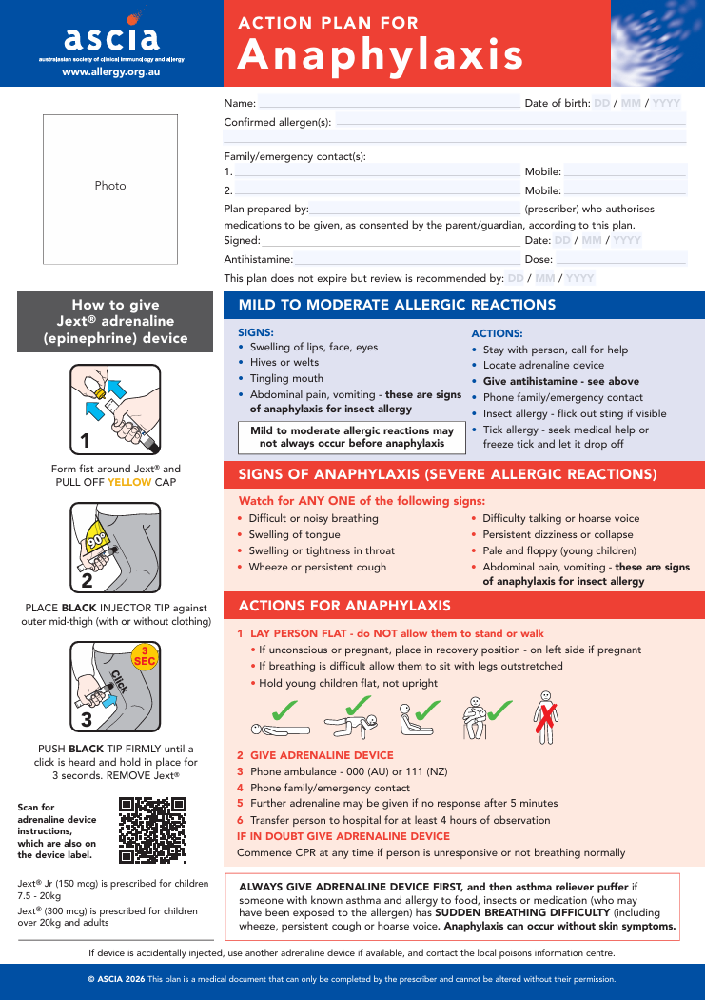 ascia
australasian society of clinical immunology and allergy
www.allergy.org.au
ACTION PLAN FOR
Anaphylaxis
Photo
Name: Date of birth: DD / MM / YYYY
Confirmed allergen(s):
Family/emergency contact(s):
1. Mobile:
2. Mobile:
Plan prepared by: (prescriber) who authorises
medications to be given, as consented by the parent/guardian, according to this plan.
Signed: Date: DD / MM / YYYY
Antihistamine: Dose:
This plan does not expire but review is recommended by: DD / MM / YYYY
How to give
Jext® adrenaline
(epinephrine) device
1
Form fist around Jext® and
PULL OFF YELLOW CAP
90°
2
PLACE BLACK INJECTOR TIP against
outer mid-thigh (with or without clothing)
3
SEC
Click
3
PUSH BLACK TIP FIRMLY until a
click is heard and hold in place for
3 seconds. REMOVE Jext®
Scan for
adrenaline device
instructions,
which are also on
the device label.
Jext® Jr (150 mcg) is prescribed for children
7.5 - 20kg
Jext® (300 mcg) is prescribed for children
over 20kg and adults
MILD TO MODERATE ALLERGIC REACTIONS
SIGNS:
• Swelling of lips, face, eyes
• Hives or welts
• Tingling mouth
• Abdominal pain, vomiting - these are signs
of anaphylaxis for insect allergy
Mild to moderate allergic reactions may
not always occur before anaphylaxis
ACTIONS:
• Stay with person, call for help
• Locate adrenaline device
• Give antihistamine - see above
• Phone family/emergency contact
• Insect allergy - flick out sting if visible
• Tick allergy - seek medical help or
freeze tick and let it drop off
SIGNS OF ANAPHYLAXIS (SEVERE ALLERGIC REACTIONS)
Watch for ANY ONE of the following signs:
• Difficult or noisy breathing
• Swelling of tongue
• Swelling or tightness in throat
• Wheeze or persistent cough
• Difficulty talking or hoarse voice
• Persistent dizziness or collapse
• Pale and floppy (young children)
• Abdominal pain, vomiting - these are signs
of anaphylaxis for insect allergy
ACTIONS FOR ANAPHYLAXIS
1 LAY PERSON FLAT - do NOT allow them to stand or walk
• If unconscious or pregnant, place in recovery position - on left side if pregnant
• If breathing is difficult allow them to sit with legs outstretched
• Hold young children flat, not upright
2 GIVE ADRENALINE DEVICE
3 Phone ambulance - 000 (AU) or 111 (NZ)
4 Phone family/emergency contact
5 Further adrenaline may be given if no response after 5 minutes
6 Transfer person to hospital for at least 4 hours of observation
IF IN DOUBT GIVE ADRENALINE DEVICE
Commence CPR at any time if person is unresponsive or not breathing normally
ALWAYS GIVE ADRENALINE DEVICE FIRST, and then asthma reliever puffer if
someone with known asthma and allergy to food, insects or medication (who may
have been exposed to the allergen) has SUDDEN BREATHING DIFFICULTY (including
wheeze, persistent cough or hoarse voice. Anaphylaxis can occur without skin symptoms.
If device is accidentally injected, use another adrenaline device if available, and contact the local poisons information centre.
© ASCIA 2026 This plan is a medical document that can only be completed by the prescriber and cannot be altered without their permission.